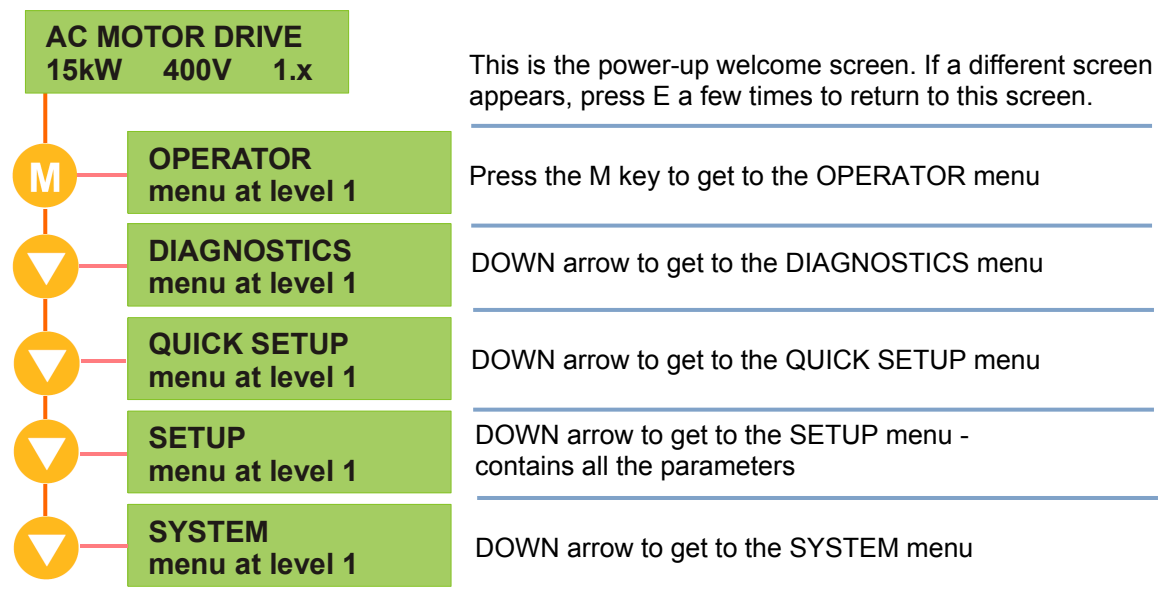 AC MOTOR DRIVE
15kW 400V 1.x
This is the power-up welcome screen. If a different screen
appears, press E a few times to return to this screen.
M
OPERATOR
menu at level 1
Press the M key to get to the OPERATOR menu
DIAGNOSTICS
menu at level 1
DOWN arrow to get to the DIAGNOSTICS menu
QUICK SETUP
menu at level 1
DOWN arrow to get to the QUICK SETUP menu
SETUP
menu at level 1
DOWN arrow to get to the SETUP menu -
contains all the parameters
SYSTEM
menu at level 1
DOWN arrow to get to the SYSTEM menu